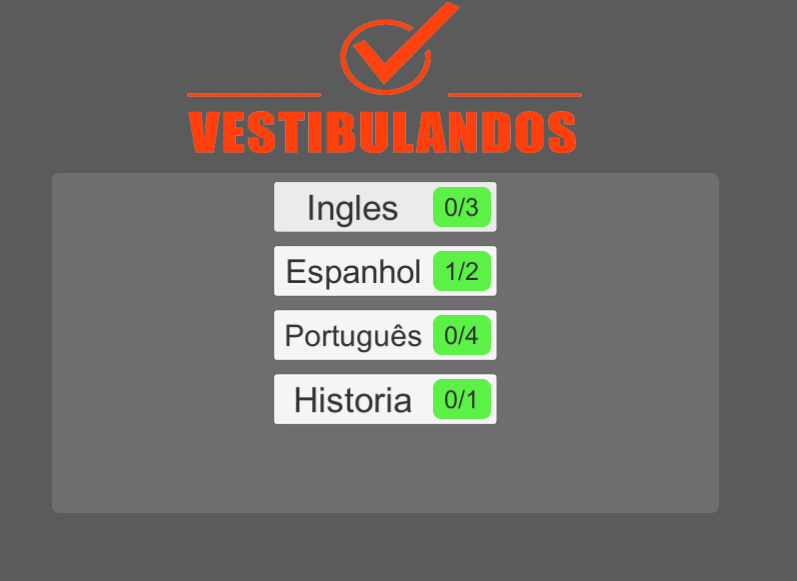 VESTIBULANDOS
Ingles 0/3
Espanhol 1/2
Português 0/4
Historia 0/1